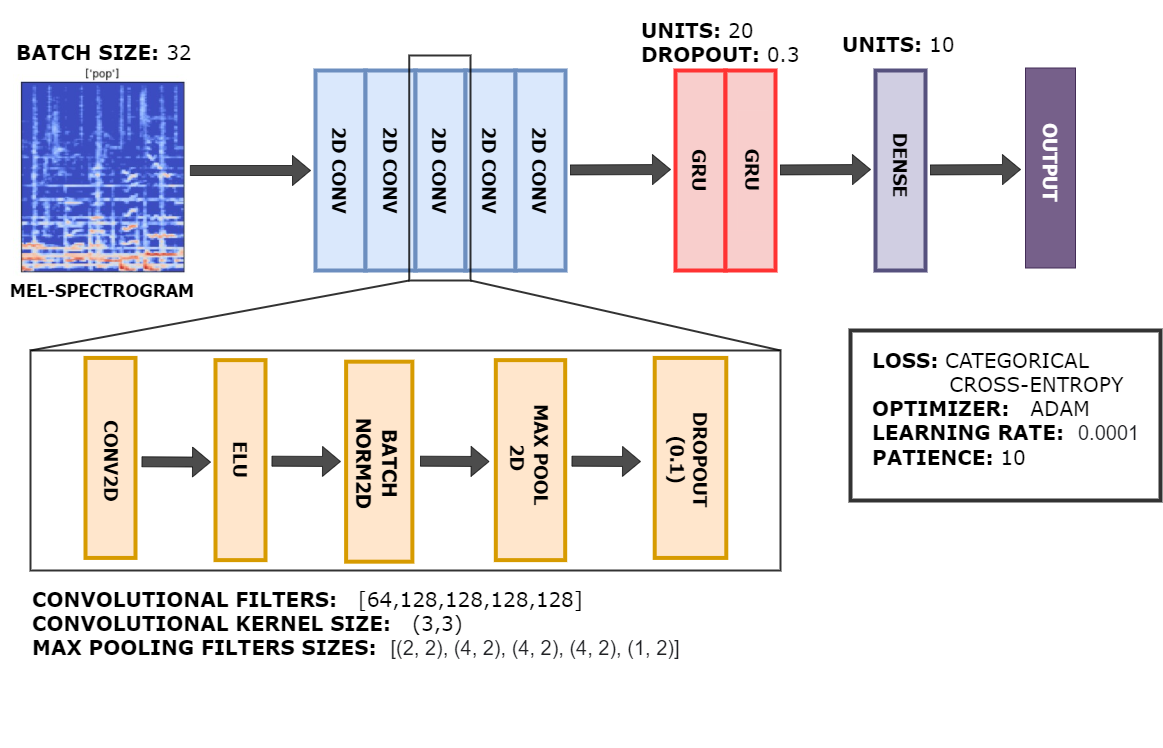 BATCH SIZE: 32
['pop']
MEL-SPECTROGRAM
2D CONV
2D CONV
2D CONV
2D CONV
2D CONV
UNITS: 20
DROPOUT: 0.3
GRU
GRU
UNITS: 10
DENSE
OUTPUT
CONV2D
ELU
BATCH
NORM2D
MAX POOL
2D
DROPOUT
(0.1)
LOSS: CATEGORICAL
CROSS-ENTROPY
OPTIMIZER: ADAM
LEARNING RATE: 0.0001
PATIENCE: 10
CONVOLUTIONAL FILTERS: [64,128,128,128,128]
CONVOLUTIONAL KERNEL SIZE: (3,3)
MAX POOLING FILTERS SIZES: [(2, 2), (4, 2), (4, 2), (4, 2), (1, 2)]